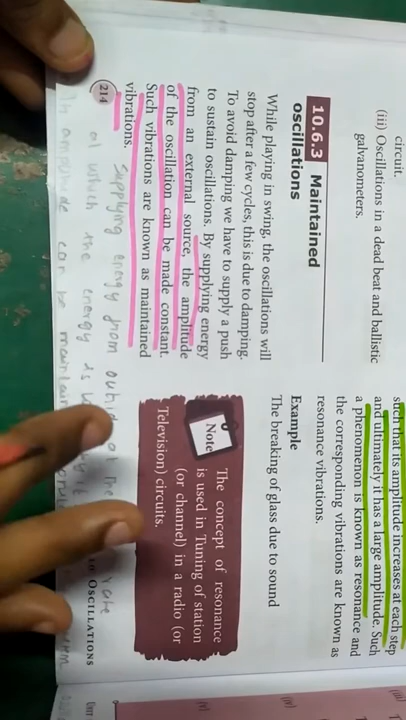 circuit.
(iii) Oscillations in a dead beat and ballistic
galvanometers.
10.6.3 Maintained
oscillations
While playing in swing, the oscillations will
stop after a few cycles, this is due to damping.
To avoid damping we have to supply a push
to sustain oscillations. By supplying energy
from an external source, the amplitude
of the oscillation can be made constant.
Such vibrations are known as maintained
vibrations.
Supplying energy from
at which the energy is
in amplitude can be
214
such that its amplitude increases at each step
and ultimately it has a large amplitude. Such
a phenomenon is known as resonance and
the corresponding vibrations are known as
resonance vibrations.
Example
The breaking of glass due to sound
Note
The concept of resonance
is used in Tuning of station
(or channel) in a radio (or
Television) circuits.
OSCILLATIONS
(iii)
(iv)
(v)